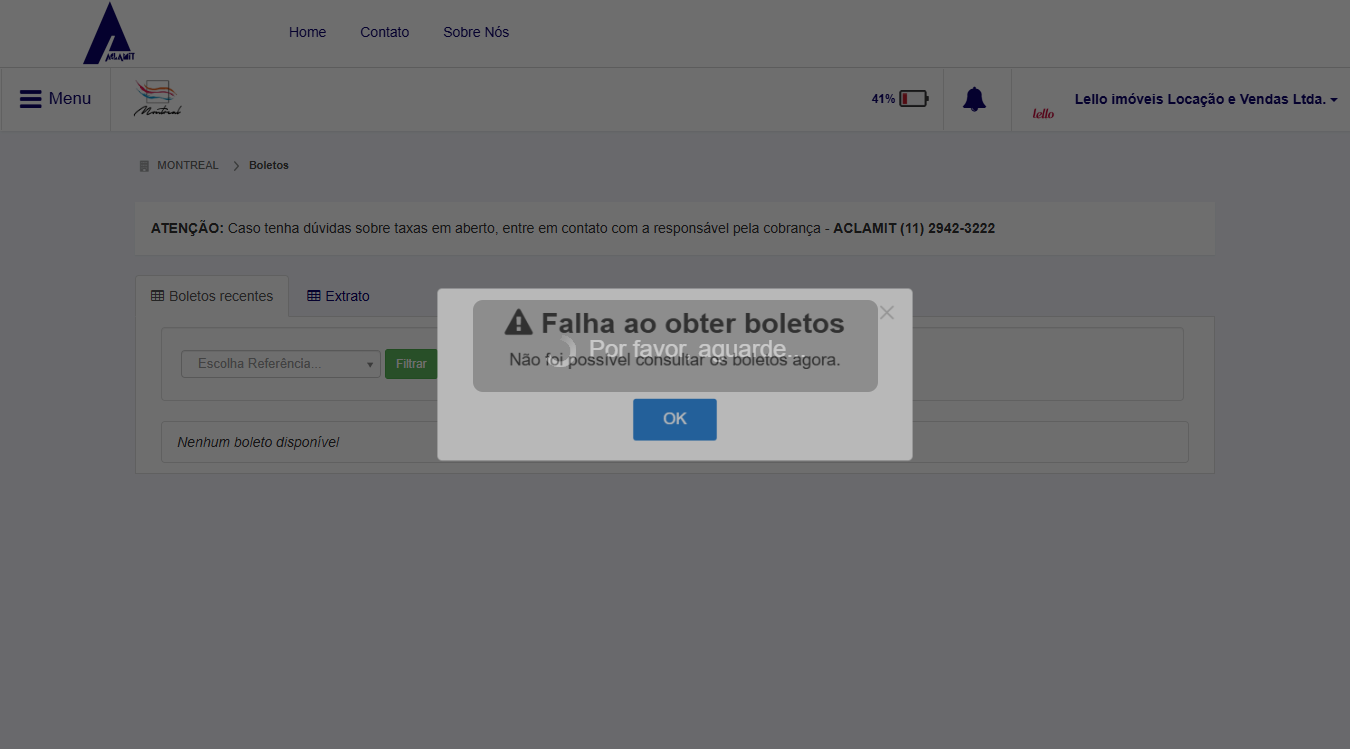 ACLAMIT
Home Contato Sobre Nós
Menu
Montreal
41%
lello
Lello imóveis Locação e Vendas Ltda.
MONTREAL > Boletos
ATENÇÃO: Caso tenha dúvidas sobre taxas em aberto, entre em contato com a responsável pela cobrança - ACLAMIT (11) 2942-3222
Boletos recentes Extrato
Falha ao obter boletos
Por favor, aguarde...
Não foi possível consultar os boletos agora.
Escolha Referência... Filtrar
OK
Nenhum boleto disponível